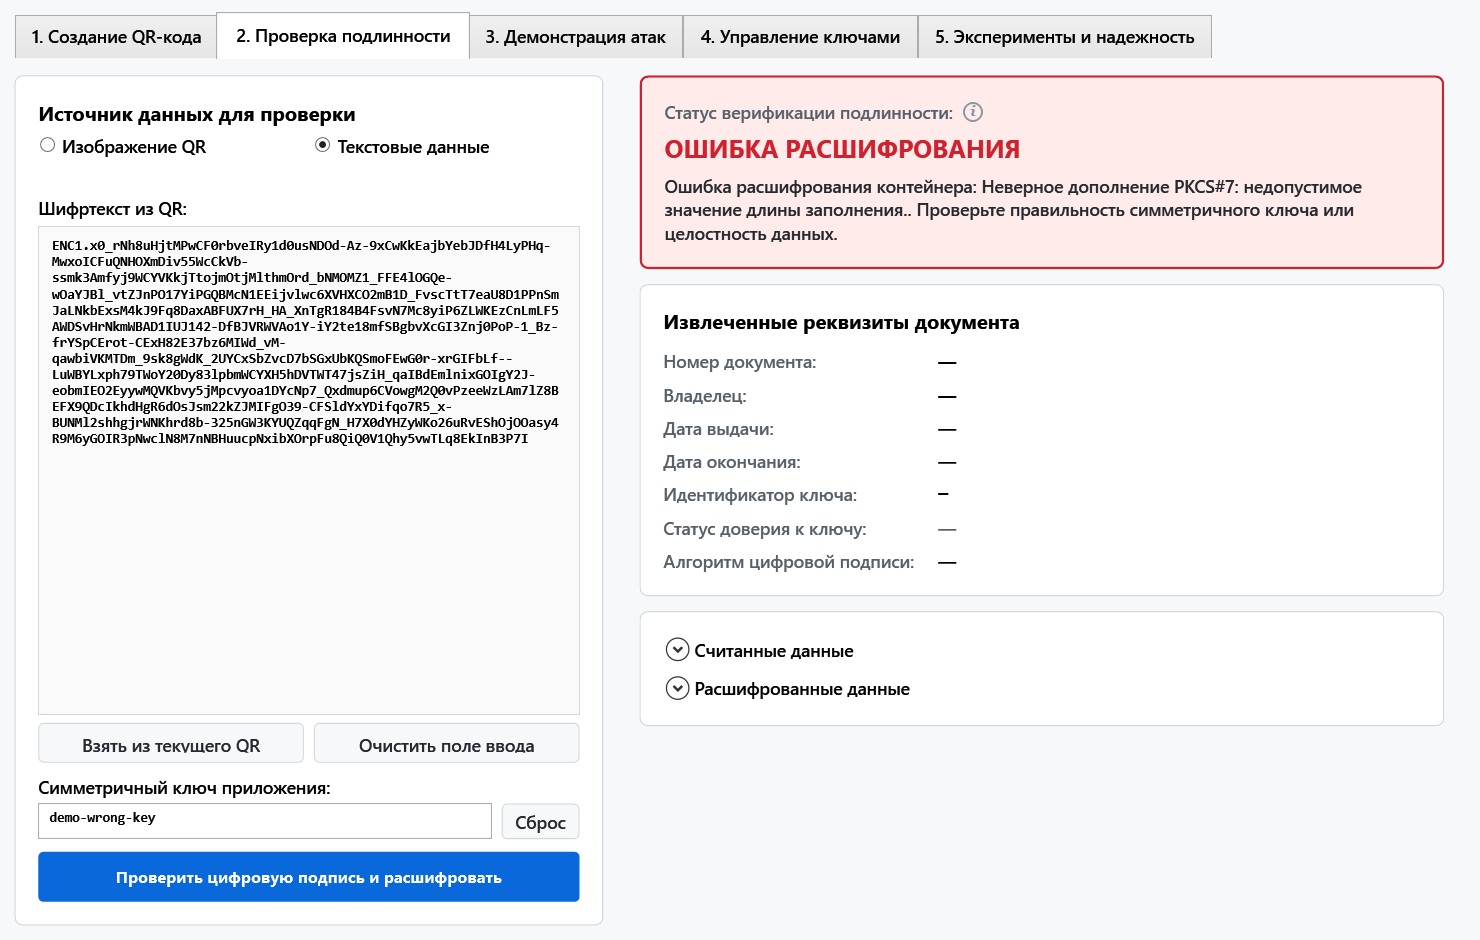 1. Создание QR-кода
2. Проверка подлинности
3. Демонстрация атак
4. Управление ключами
5. Эксперименты и надежность
Источник данных для проверки
Изображение QR
Текстовые данные
Шифртекст из QR:
ENC1.x0_rNh8uHjtMPwCF0rbveIRy1d0usNDOd-Az-9xCwKkEajbYebJDfH4LyPHq-
MwxoICFuQNHOXmDiv55WcCkVb-
ssmk3Amfyj9WCYVKkjTtojmOtjMlthmOrd_bNMOMZ1_FFE4lOGQe-
wOaYJBl_vtZJnPO17YiPGQBMcN1EEijvlwc6XVHXCO2mB1D_FvscTtT7eaU8D1PPnSm
JaLNkbExsM4kJ9Fq8DaxABFUX7rH_HA_XnTgR184B4FsvN7Mc8yiP6ZLWKEzCnLmLF5
AWDSvHrNkmWBAD1IUJ142-DfBJVRWVAo1Y-iY2te18mfSBgbvXcGI3Znj0PoP-1_Bz-
frYSpCErot-CExH82E37bz6MIWd_vM-
qawbiVKMTDm_9sk8gWdK_2UYCxSbZvcD7bSGxUbKQSmoFEwG0r-xrGIFbLf--
LuWBYLxph79TWoY20Dy83lpbmWCYXH5hDVTWT47jsZiH_qaIBdEmlnixGOIgY2J-
eobmIEO2EyywMQVKbvy5jMpcvyoa1DYcNp7_Qxdmup6CVowgM2Q0vPzeeWzLAm7lZ8B
EFX9QDcIkhdHgR6dOsJsm22kZJMIFgO39-CFSldYxYDifqo7R5_x-
BUNMl2shhgjrWNKhrd8b-325nGW3KYUQZqqFgN_H7X0dYHZyWKo26uRvEShOjOOasy4
R9M6yGOIR3pNwclN8M7nNBHuucpNxibXOrpFu8QiQ0V1Qhy5vwTLq8EkInB3P7I
Взять из текущего QR
Очистить поле ввода
Симметричный ключ приложения:
demo-wrong-key
Сброс
Проверить цифровую подпись и расшифровать
Статус верификации подлинности:
ОШИБКА РАСШИФРОВАНИЯ
Ошибка расшифрования контейнера: Неверное дополнение PKCS#7: недопустимое
значение длины заполнения.. Проверьте правильность симметричного ключа или
целостность данных.
Извлеченные реквизиты документа
Номер документа: —
Владелец: —
Дата выдачи: —
Дата окончания: —
Идентификатор ключа: –
Статус доверия к ключу: —
Алгоритм цифровой подписи: —
Считанные данные
Расшифрованные данные